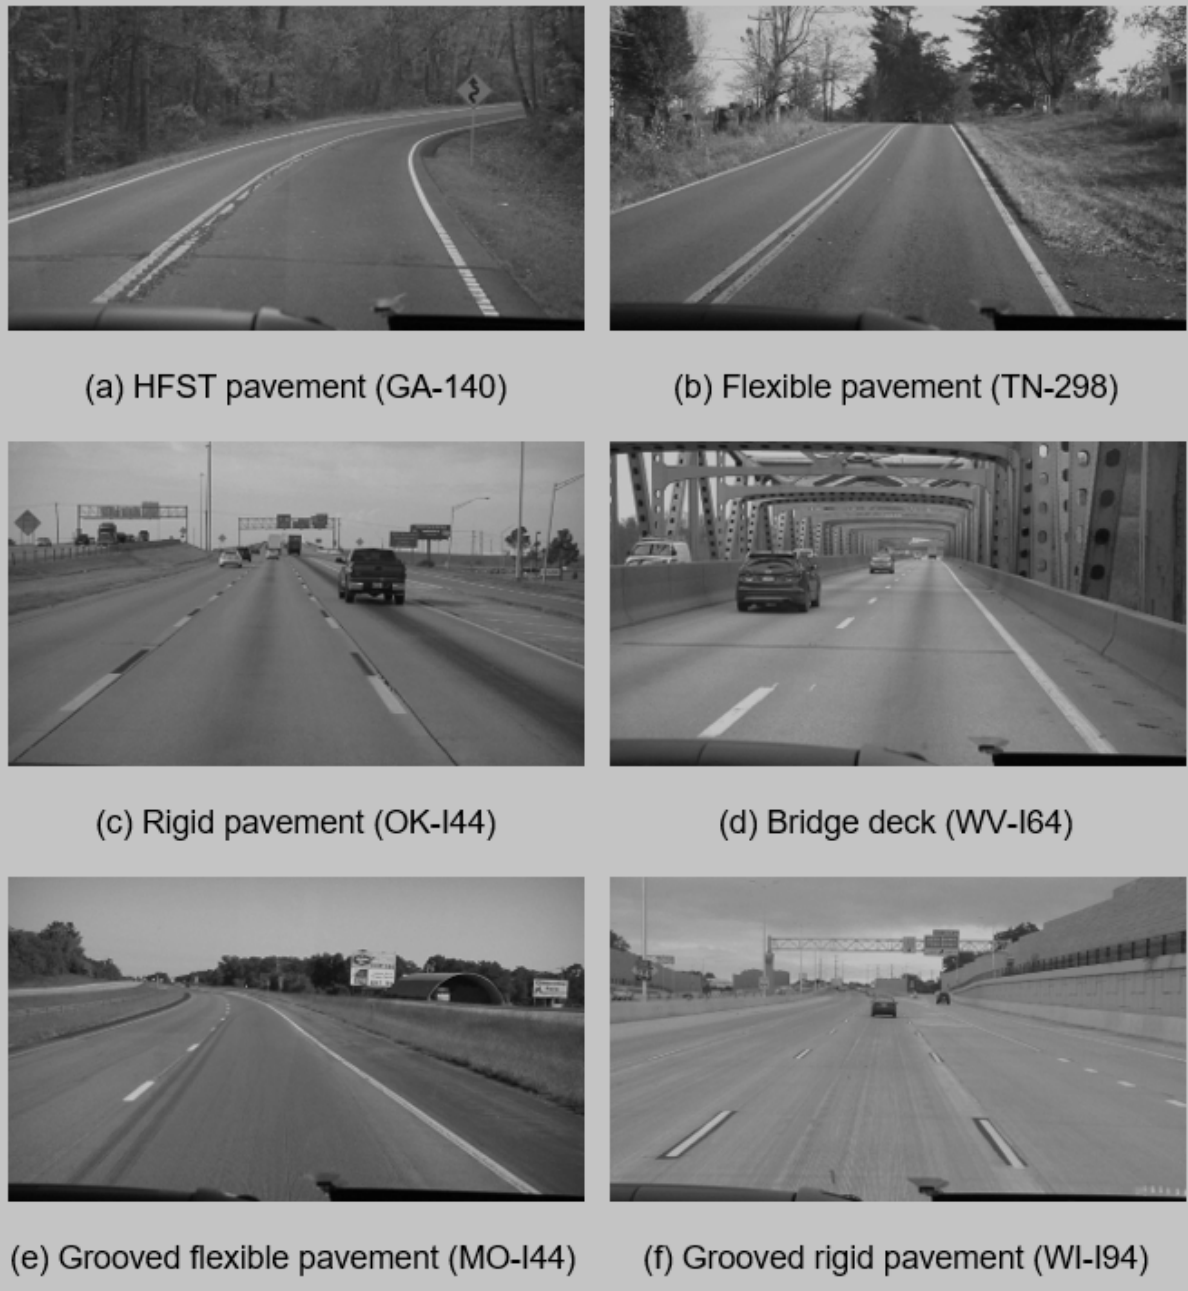 (a) HFST pavement (GA-140)
(b) Flexible pavement (TN-298)
(c) Rigid pavement (OK-I44)
(d) Bridge deck (WV-I64)
(e) Grooved flexible pavement (MO-I44)
(f) Grooved rigid pavement (WI-I94)